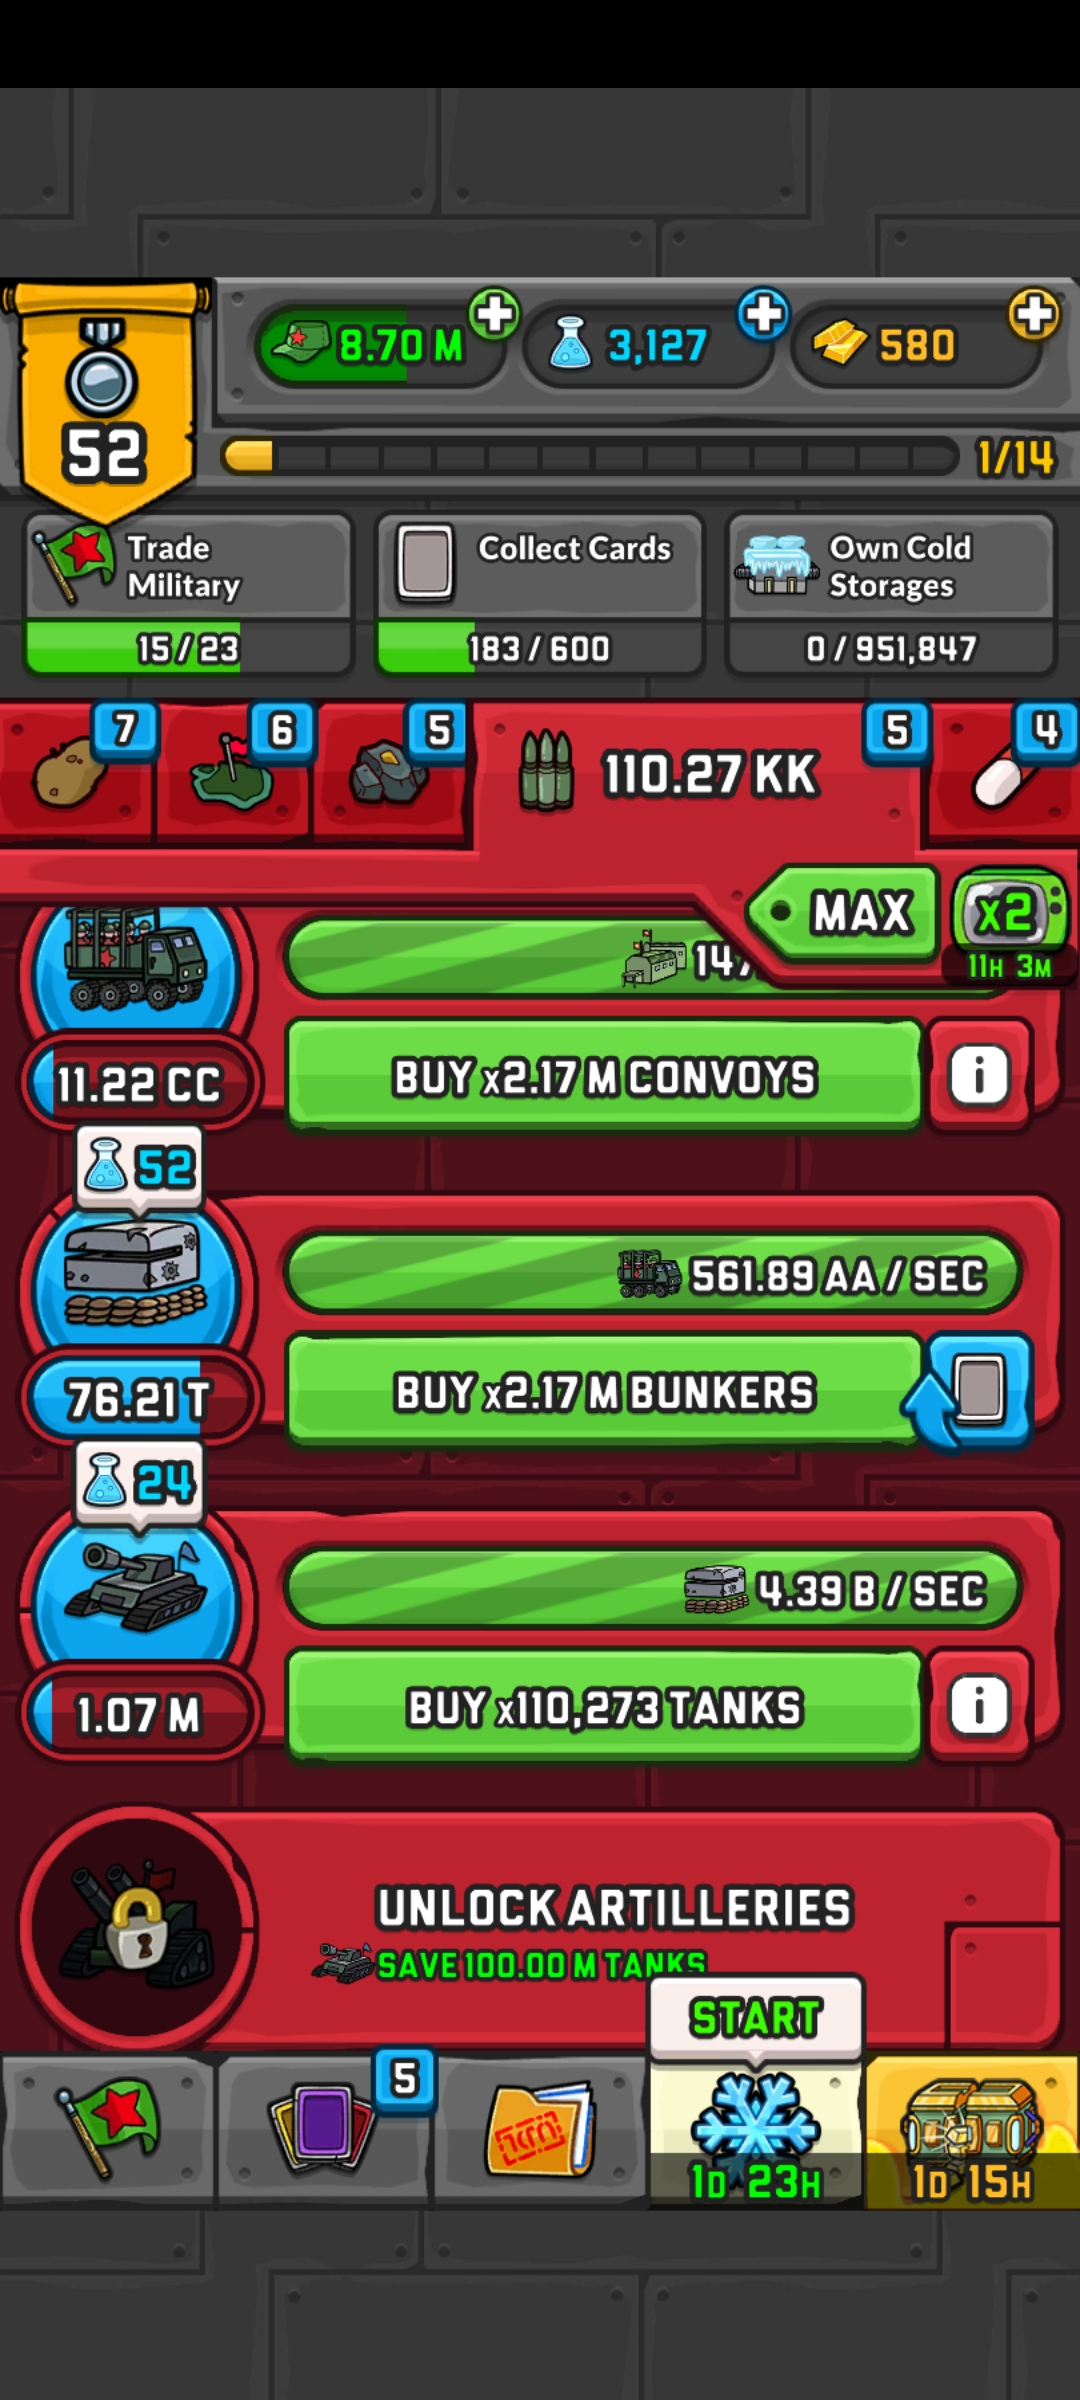 8.70 M
3,127
580
52
1/14
Trade
Military
15/23
Collect Cards
183/600
Own Cold
Storages
0/951,847
7
6
5
110.27 KK
5
4
MAX
x2
11H 3M
11.22 CC
BUY x2.17 M CONVOYS
i
52
561.89 AA / SEC
76.21 T
BUY x2.17 M BUNKERS
24
4.39 B / SEC
1.07 M
BUY x110,273 TANKS
i
UNLOCK ARTILLERIES
SAVE 100.00 M TANKS
START
5
1D 23H
1D 15H